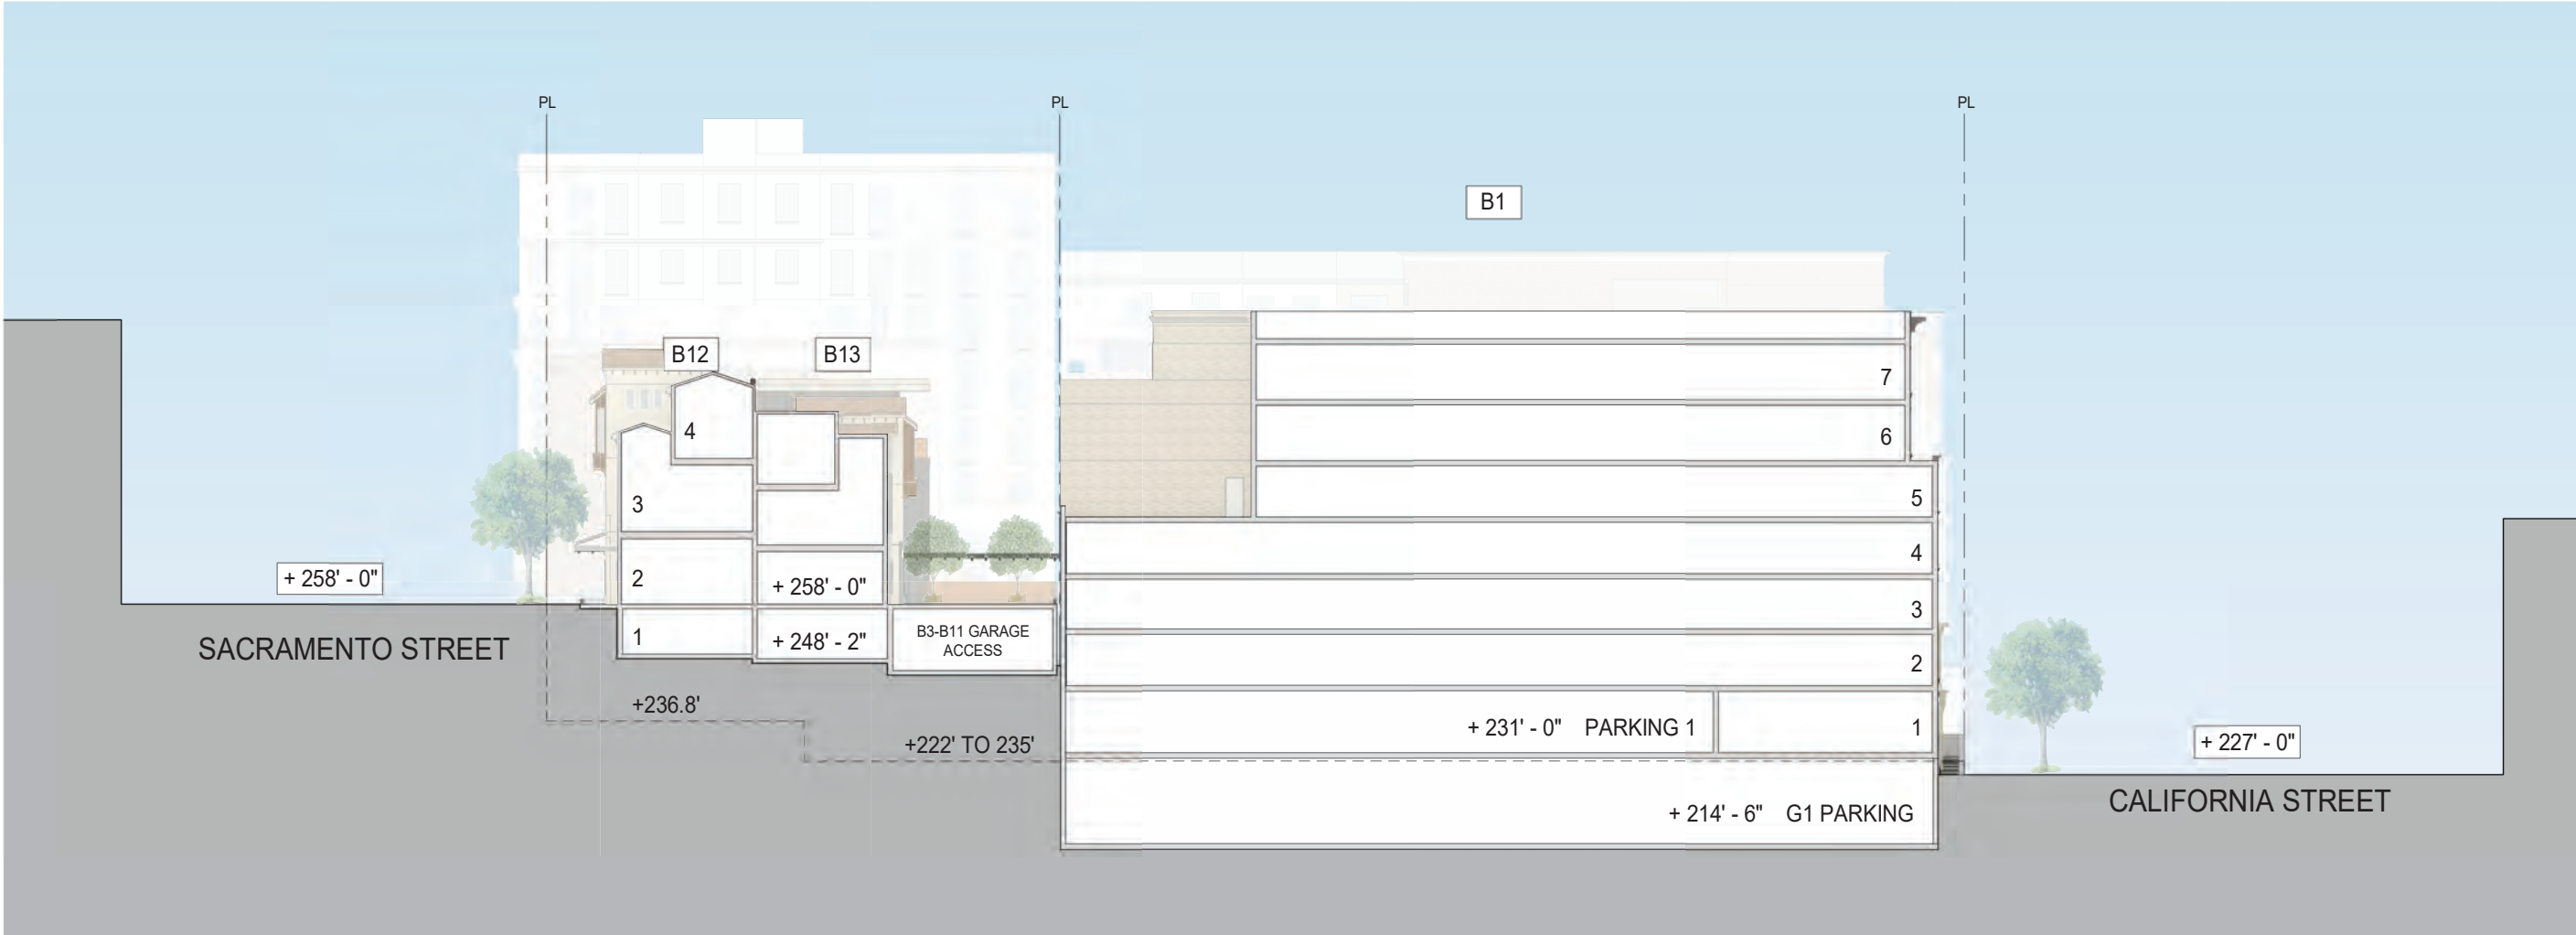 PL
PL
PL
B1
B12
B13
7
4
6
3
5
4
+ 258' - 0"
2
+ 258' - 0"
3
SACRAMENTO STREET
1
+ 248' - 2"
B3-B11 GARAGE
ACCESS
2
+236.8'
+ 231' - 0" PARKING 1
1
+222' TO 235'
+ 227' - 0"
CALIFORNIA STREET
+ 214' - 6" G1 PARKING